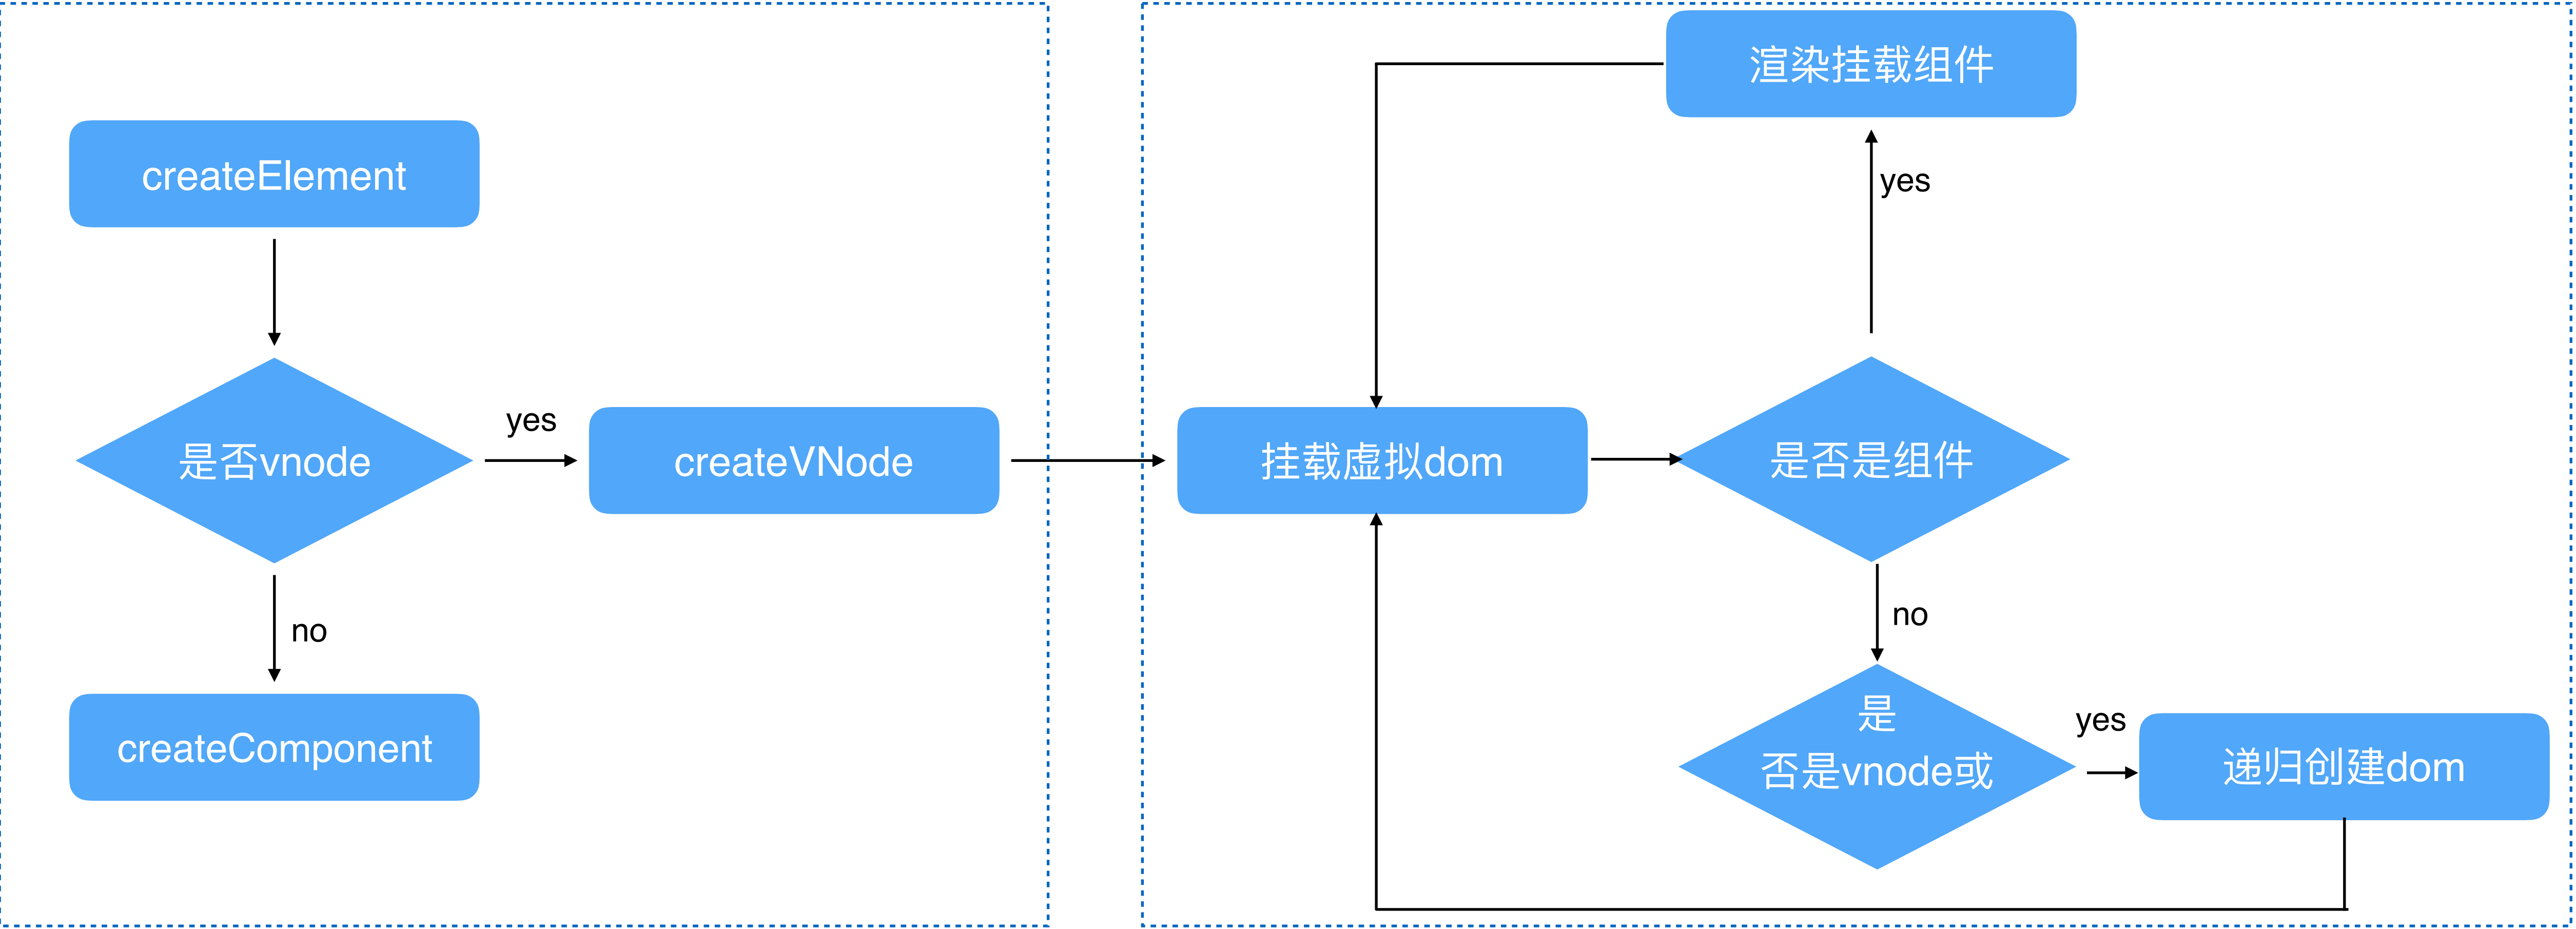 createElement
是否vnode
yes
createVNode
no
createComponent
渲染挂载组件
yes
挂载虚拟dom
是否是组件
no
是
否是vnode或
yes
递归创建dom